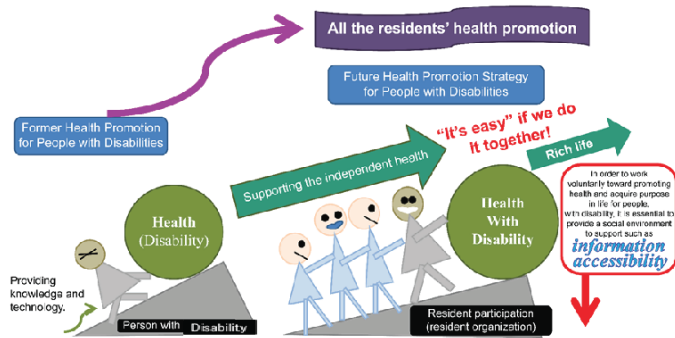 All the residents' health promotion
Future Health Promotion Strategy
for People with Disabilities
Former Health Promotion
for People with Disabilities
"It's easy" if we do
It together!
Rich life
Supporting the independent health
In order to work
voluntarily toward promoting
health and acquire purpose
in life for people,
with disability, it is essential to
provide a social environment
to support such as
information
accessibility
Health
(Disability)
Health
With
Disability
Providing
knowledge and
technology.
Person with Disability
Resident participation
(resident organization)